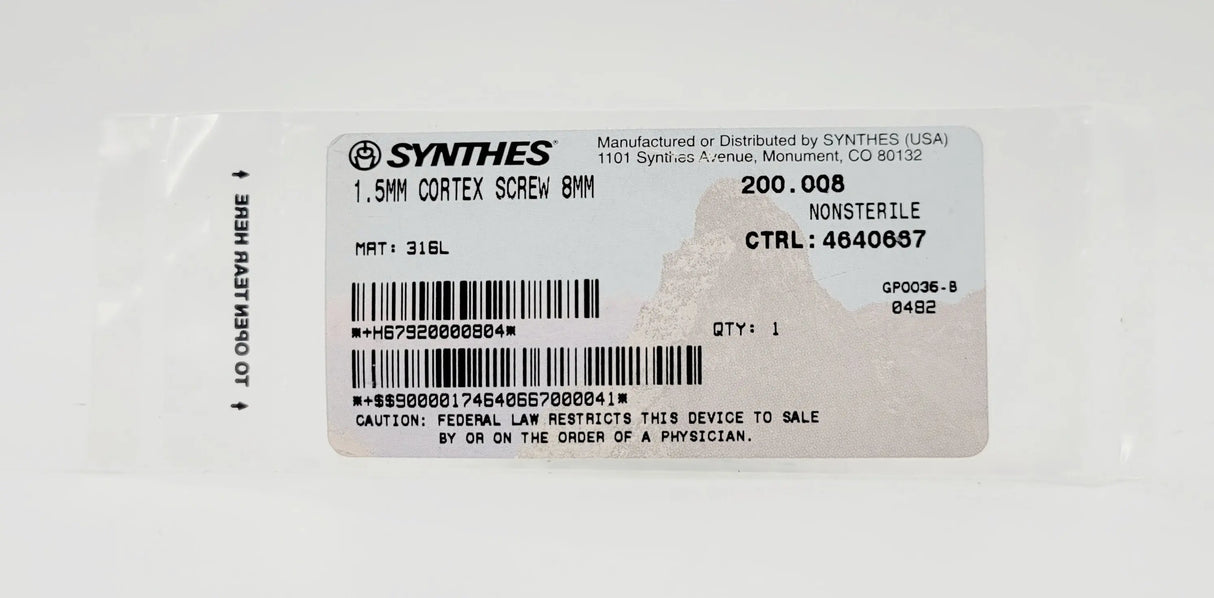 SYNTHES®
Manufactured or Distributed by SYNTHES (USA)
1101 Synthes Avenue, Monument, CO 80132
1.5MM CORTEX SCREW 8MM
200.008
NONSTERILE
MAT: 316L
CTRL:4640667
GP0036-B
0482
*+H67920000804*
QTY: 1
*+$$9000017464066700041*
CAUTION: FEDERAL LAW RESTRICTS THIS DEVICE TO SALE
BY OR ON THE ORDER OF A PHYSICIAN.
TO OPEN TEAR HERE